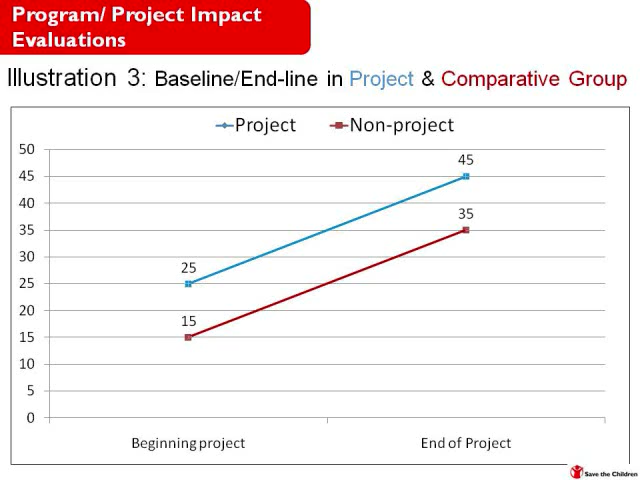 Program/ Project Impact
Evaluations
Illustration 3: Baseline/End-line in Project & Comparative Group
Project Non-project
50
45
40
35
30
25
20
15
10
5
0
45
35
25
15
Beginning project End of Project
Save the Children